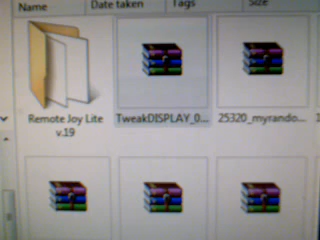 Name Date taken Tags Size
Remote Joy Lite TweakDISPLAY_0... 25320_myrando...
v.19